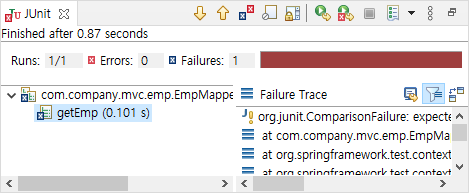 JUnit
Finished after 0.87 seconds
Runs: 1/1 Errors: 0 Failures: 1
com.company.mvc.emp.EmpMappe
getEmp (0.101 s)
Failure Trace
org.junit.ComparisonFailure: expecte
at com.company.mvc.emp.EmpMa
at org.springframework.test.context
at org.springframework.test.context